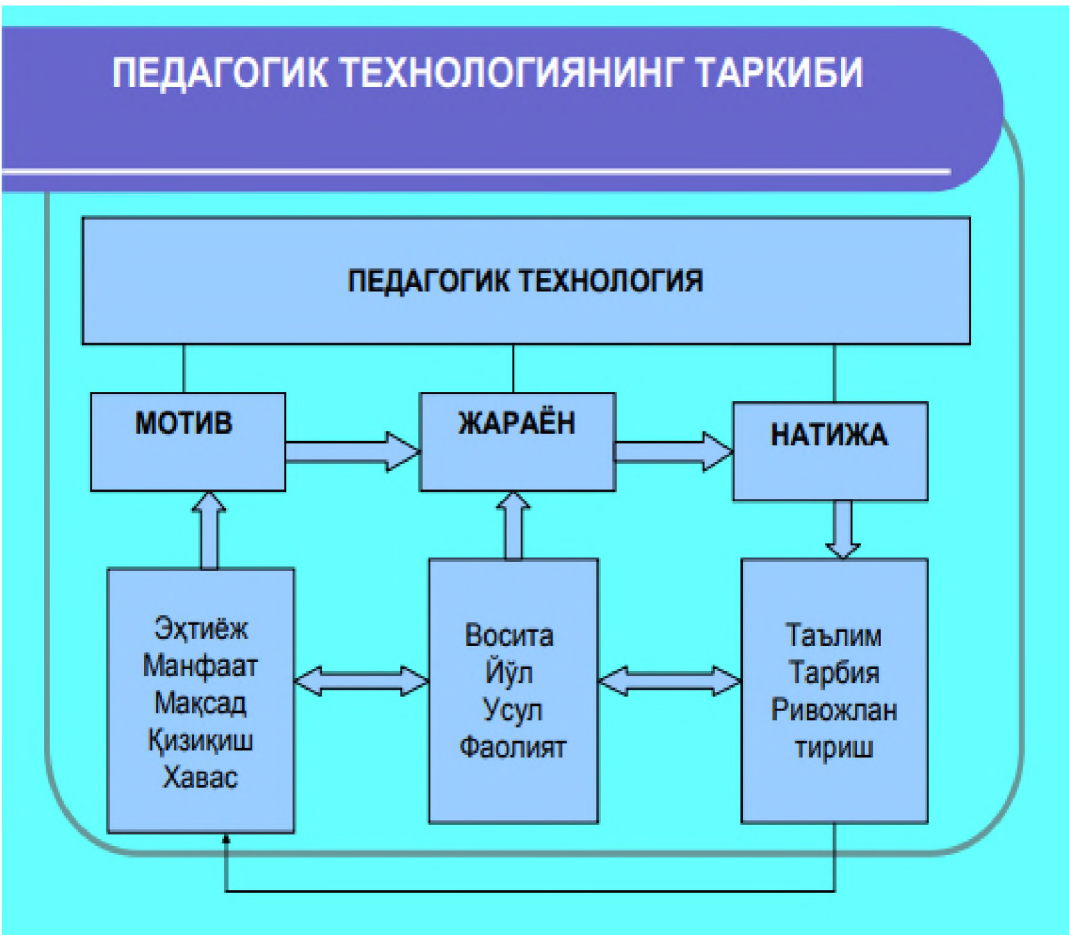 ПЕДАГОГИК ТЕХНОЛОГИЯНИНГ ТАРКИБИ
ПЕДАГОГИК ТЕХНОЛОГИЯ
МОТИВ
ЖАРАЁН
НАТИЖА
Эҳтиёж
Манфаат
Мақсад
Қизиқиш
Хавас
Восита
Йўл
Усул
Фаолият
Таълим
Тарбия
Ривожлан
тириш